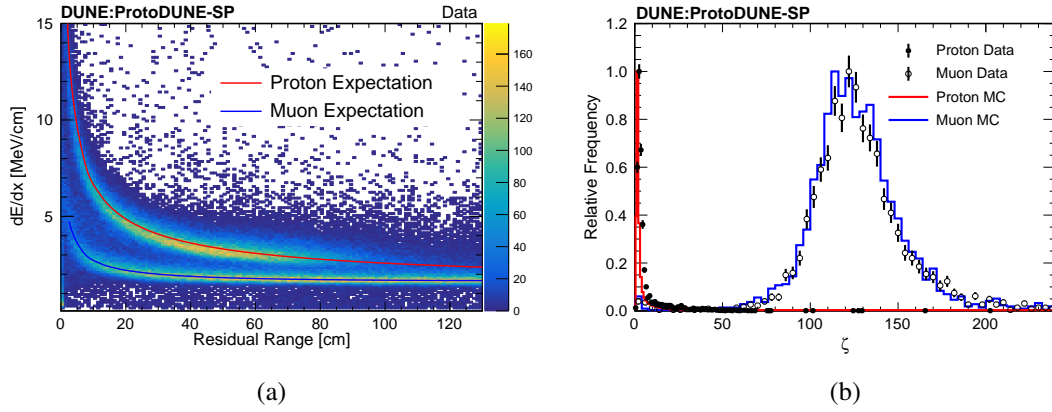 DUNE:ProtoDUNE-SP
Data
15
10
5
dE/dx [MeV/cm]
Proton Expectation
Muon Expectation
0 20 40 60 80 100 120
Residual Range [cm]
160
140
120
100
80
60
40
20
0
(a)
DUNE:ProtoDUNE-SP
1.2
1.0
0.8
0.6
0.4
0.2
0.0
Relative Frequency
Proton Data
Muon Data
Proton MC
Muon MC
0 50 100 150 200
ζ
(b)